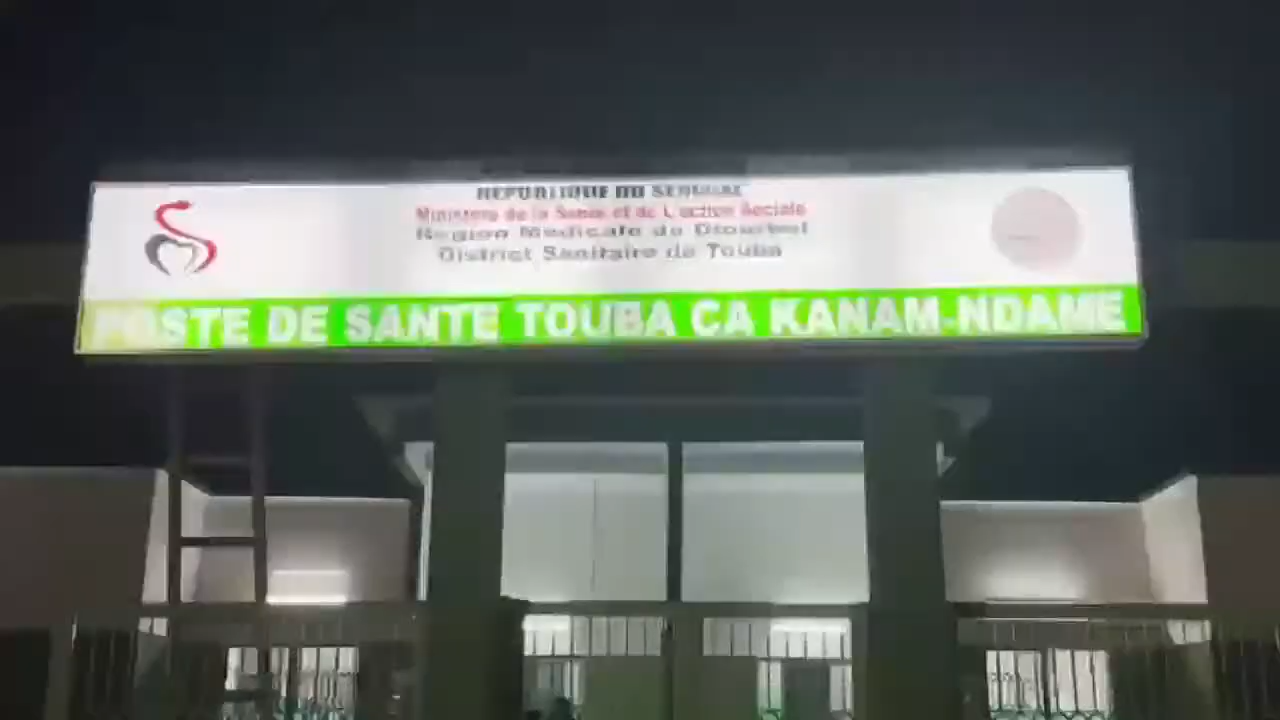 REPUBLIQUE DU SENEGAL
Ministere de la Sante et de L'action Sociale
Region Medicale de Diourbel
District Sanitaire de Touba
POSTE DE SANTE TOUBA CA KANAM-NDAME